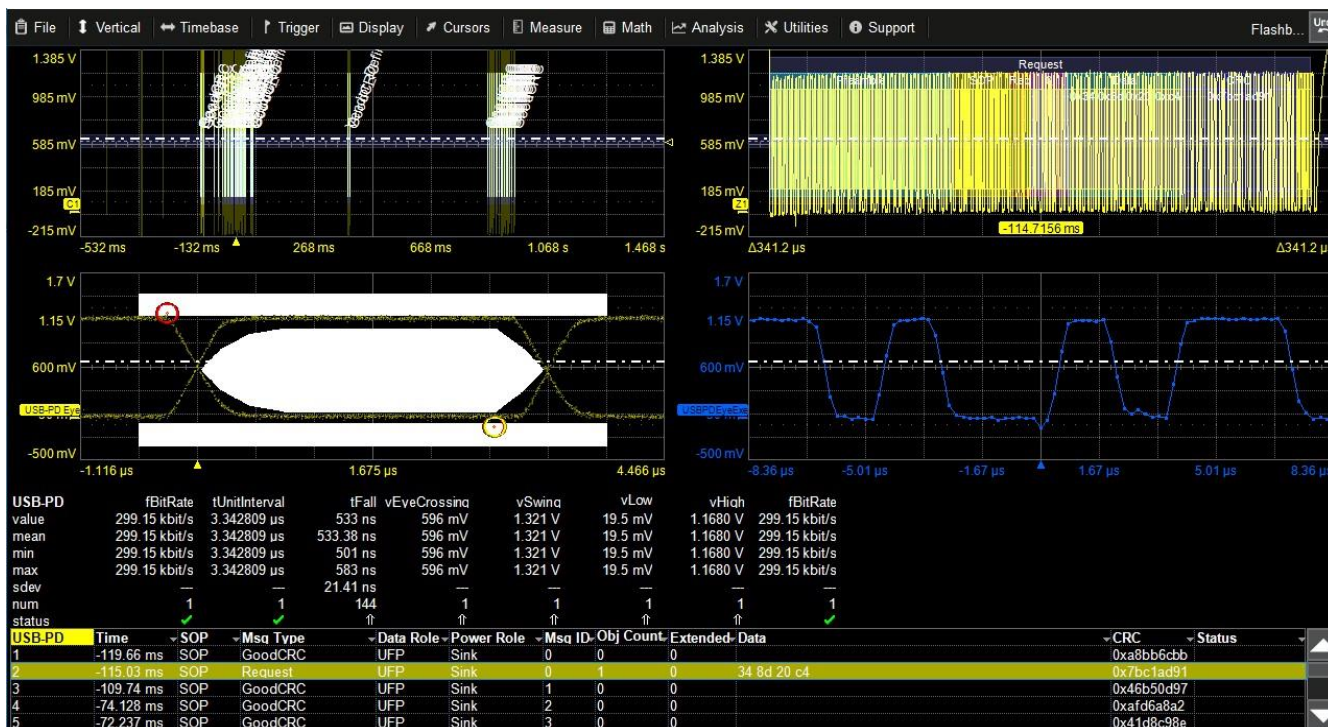 File Vertical Timebase Trigger Display Cursors Measure Math Analysis Utilities Support Flashb...
1.385 V
985 mV
585 mV
185 mV
C1
-215 mV
-532 ms -132 ms 268 ms 668 ms 1.068 s 1.468 s
Request
1.385 V
985 mV
585 mV
185 mV
Z1
-215 mV
-114.7156 ms
Δ341.2 µs Δ341.2 µs
1.7 V
1.15 V
600 mV
USB-PD Eye
-500 mV
-1.116 µs 1.675 µs 4.466 µs
1.7 V
1.15 V
600 mV
-500 mV
-8.36 µs -5.01 µs -1.67 µs 1.67 µs 5.01 µs 8.36 µs
USB-PD fBitRate tUnitInterval tFall vEyeCrossing vSwing vLow vHigh fBitRate
value 299.15 kbit/s 3.342809 µs 533 ns 596 mV 1.321 V 19.5 mV 1.1680 V 299.15 kbit/s
mean 299.15 kbit/s 3.342809 µs 533.38 ns 596 mV 1.321 V 19.5 mV 1.1680 V 299.15 kbit/s
min 299.15 kbit/s 3.342809 µs 501 ns 596 mV 1.321 V 19.5 mV 1.1680 V 299.15 kbit/s
max 299.15 kbit/s 3.342809 µs 583 ns 596 mV 1.321 V 19.5 mV 1.1680 V 299.15 kbit/s
sdev --- --- 21.41 ns --- --- --- --- ---
num 1 1 144 1 1 1 1 1
status
USB-PD Time SOP Msg Type Data Role Power Role Msg ID Obj Count Extended Data CRC Status
1 -119.66 ms SOP GoodCRC UFP Sink 0 0 0 0xa8bb6cbb
2 -115.03 ms SOP Request UFP Sink 0 1 0 34 8d 20 c4 0x7bc1ad91
3 -109.74 ms SOP GoodCRC UFP Sink 1 0 0 0x46b50d97
4 -74.128 ms SOP GoodCRC UFP Sink 2 0 0 0xafd6a8a2
5 -72.237 ms SOP GoodCRC UFP Sink 3 0 0 0x41d8c98e